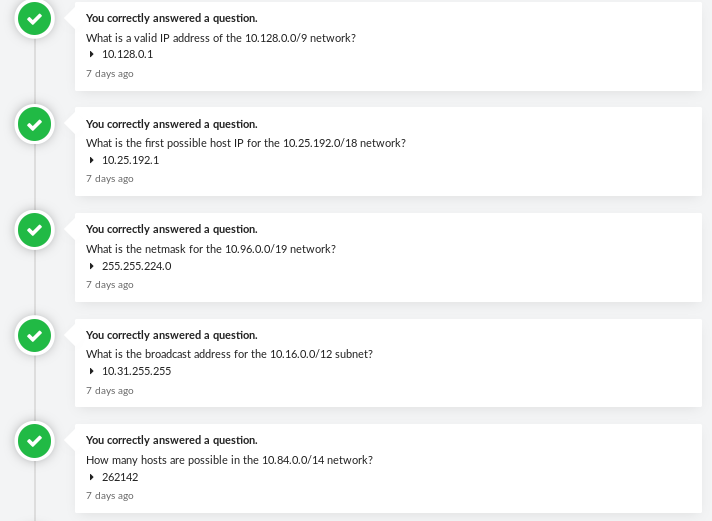 You correctly answered a question.
What is a valid IP address of the 10.128.0.0/9 network?
10.128.0.1
7 days ago
You correctly answered a question.
What is the first possible host IP for the 10.25.192.0/18 network?
10.25.192.1
7 days ago
You correctly answered a question.
What is the netmask for the 10.96.0.0/19 network?
255.255.224.0
7 days ago
You correctly answered a question.
What is the broadcast address for the 10.16.0.0/12 subnet?
10.31.255.255
7 days ago
You correctly answered a question.
How many hosts are possible in the 10.84.0.0/14 network?
262142
7 days ago